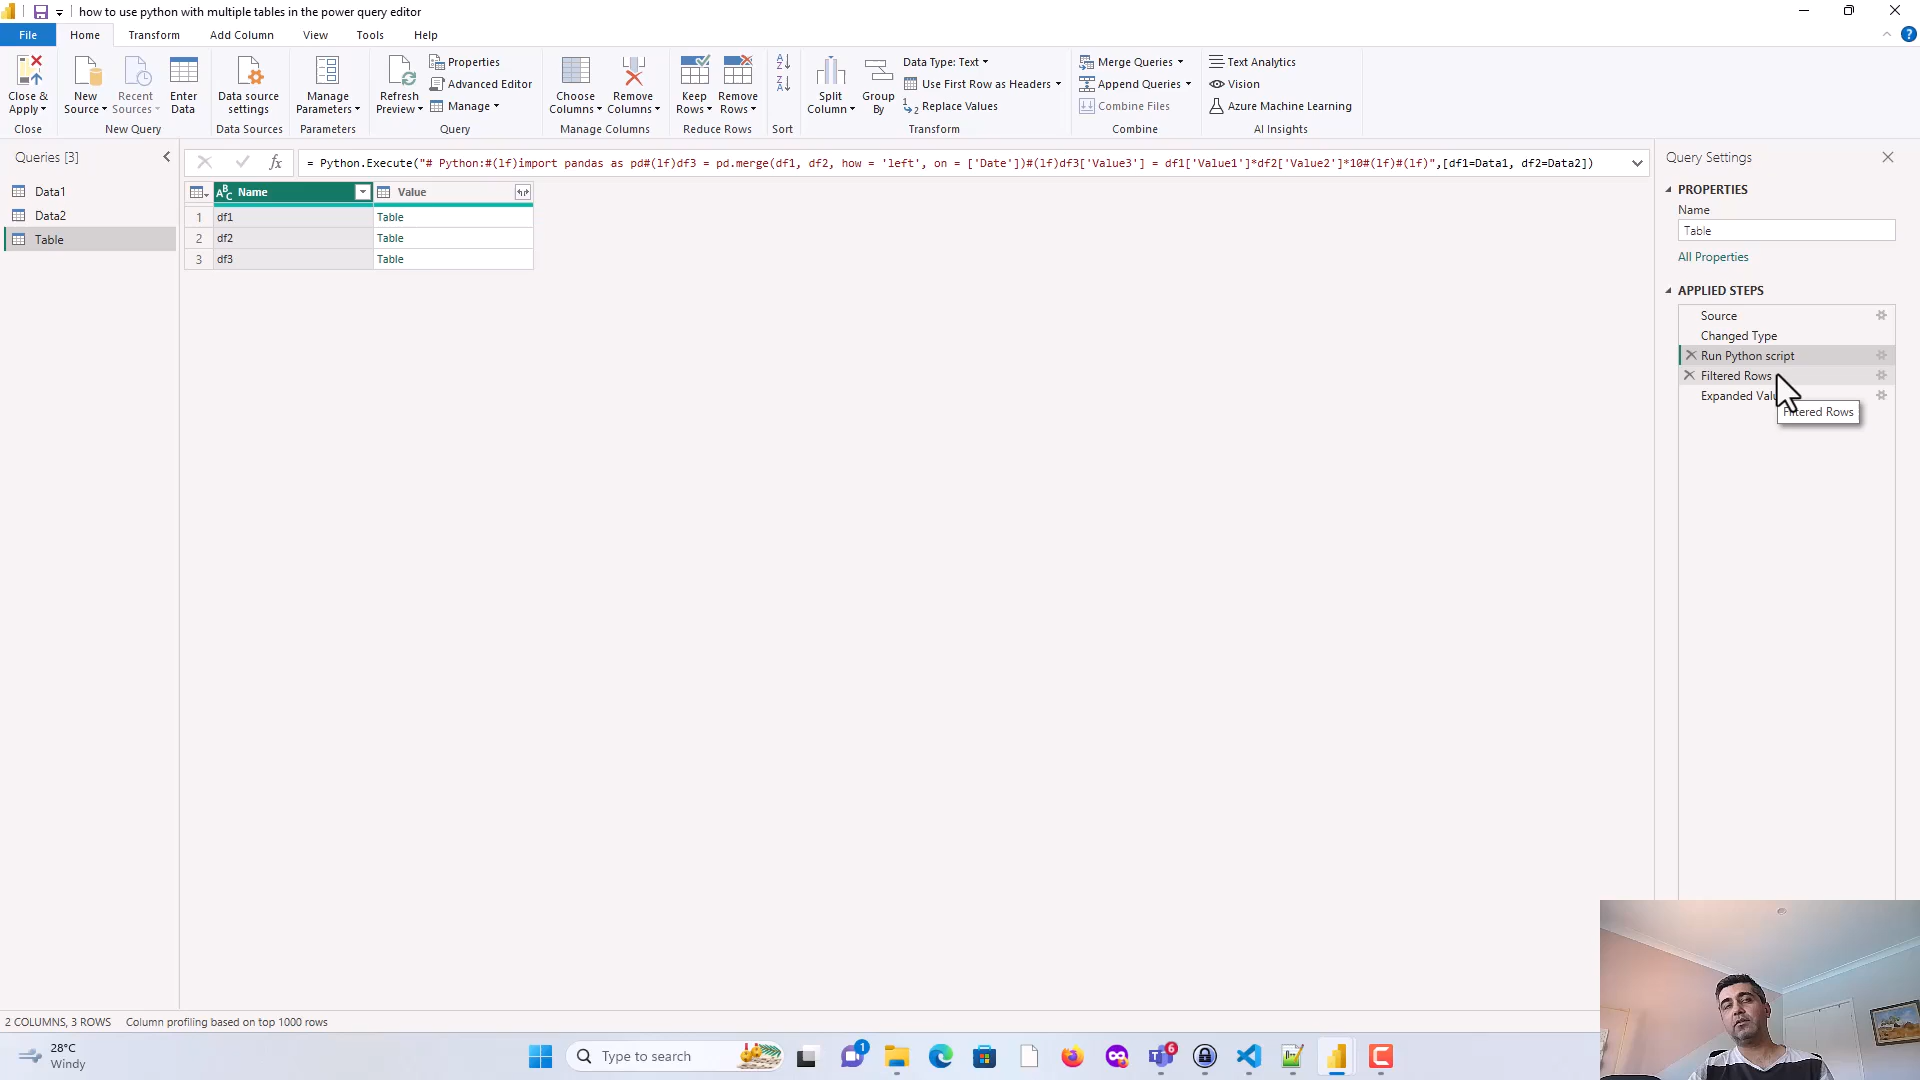 how to use python with multiple tables in the power query editor
File Home Transform Add Column View Tools Help
Close & Apply
Close
New Source
Recent Sources
Enter Data
New Query
Data source settings
Data Sources
Manage Parameters
Parameters
Refresh Preview
Properties
Advanced Editor
Manage
Query
Choose Columns
Remove Columns
Manage Columns
Keep Rows
Remove Rows
Reduce Rows
Sort
Split Column
Group By
Data Type: Text
Use First Row as Headers
Replace Values
Transform
Merge Queries
Append Queries
Combine Files
Combine
Text Analytics
Vision
Azure Machine Learning
AI Insights
Queries [3]
Data1
Data2
Table
= Python.Execute("# Python:#(lf)import pandas as pd#(lf)df3 = pd.merge(df1, df2, how = 'left', on = ['Date'])#(lf)df3['Value3'] = df1['Value1']*df2['Value2']*10#(lf)#(lf)",[df1=Data1, df2=Data2])
Name Value
1 df1 Table
2 df2 Table
3 df3 Table
Query Settings
PROPERTIES
Name
Table
All Properties
APPLIED STEPS
Source
Changed Type
Run Python script
Filtered Rows
Expanded
Filtered Rows
2 COLUMNS, 3 ROWS Column profiling based on top 1000 rows
28°C
Windy
Type to search
1
6